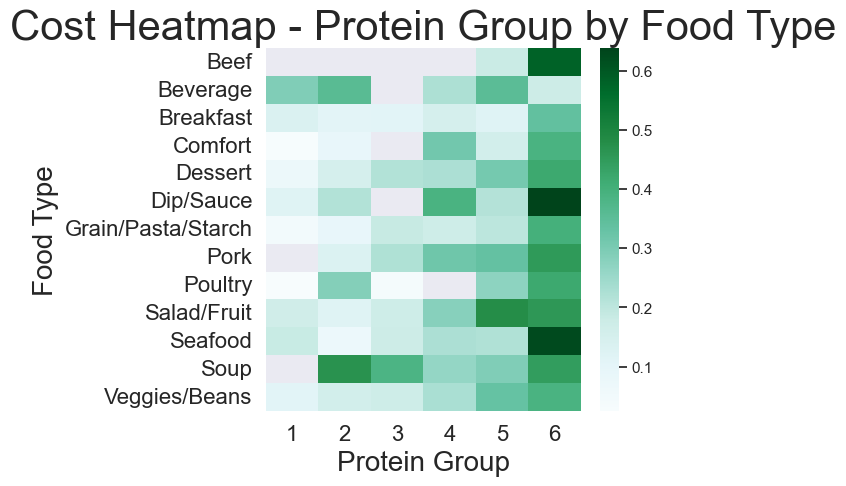 Cost Heatmap - Protein Group by Food Type
Food Type
Beef
Beverage
Breakfast
Comfort
Dessert
Dip/Sauce
Grain/Pasta/Starch
Pork
Poultry
Salad/Fruit
Seafood
Soup
Veggies/Beans
1 2 3 4 5 6
Protein Group
0.6
0.5
0.4
0.3
0.2
0.1